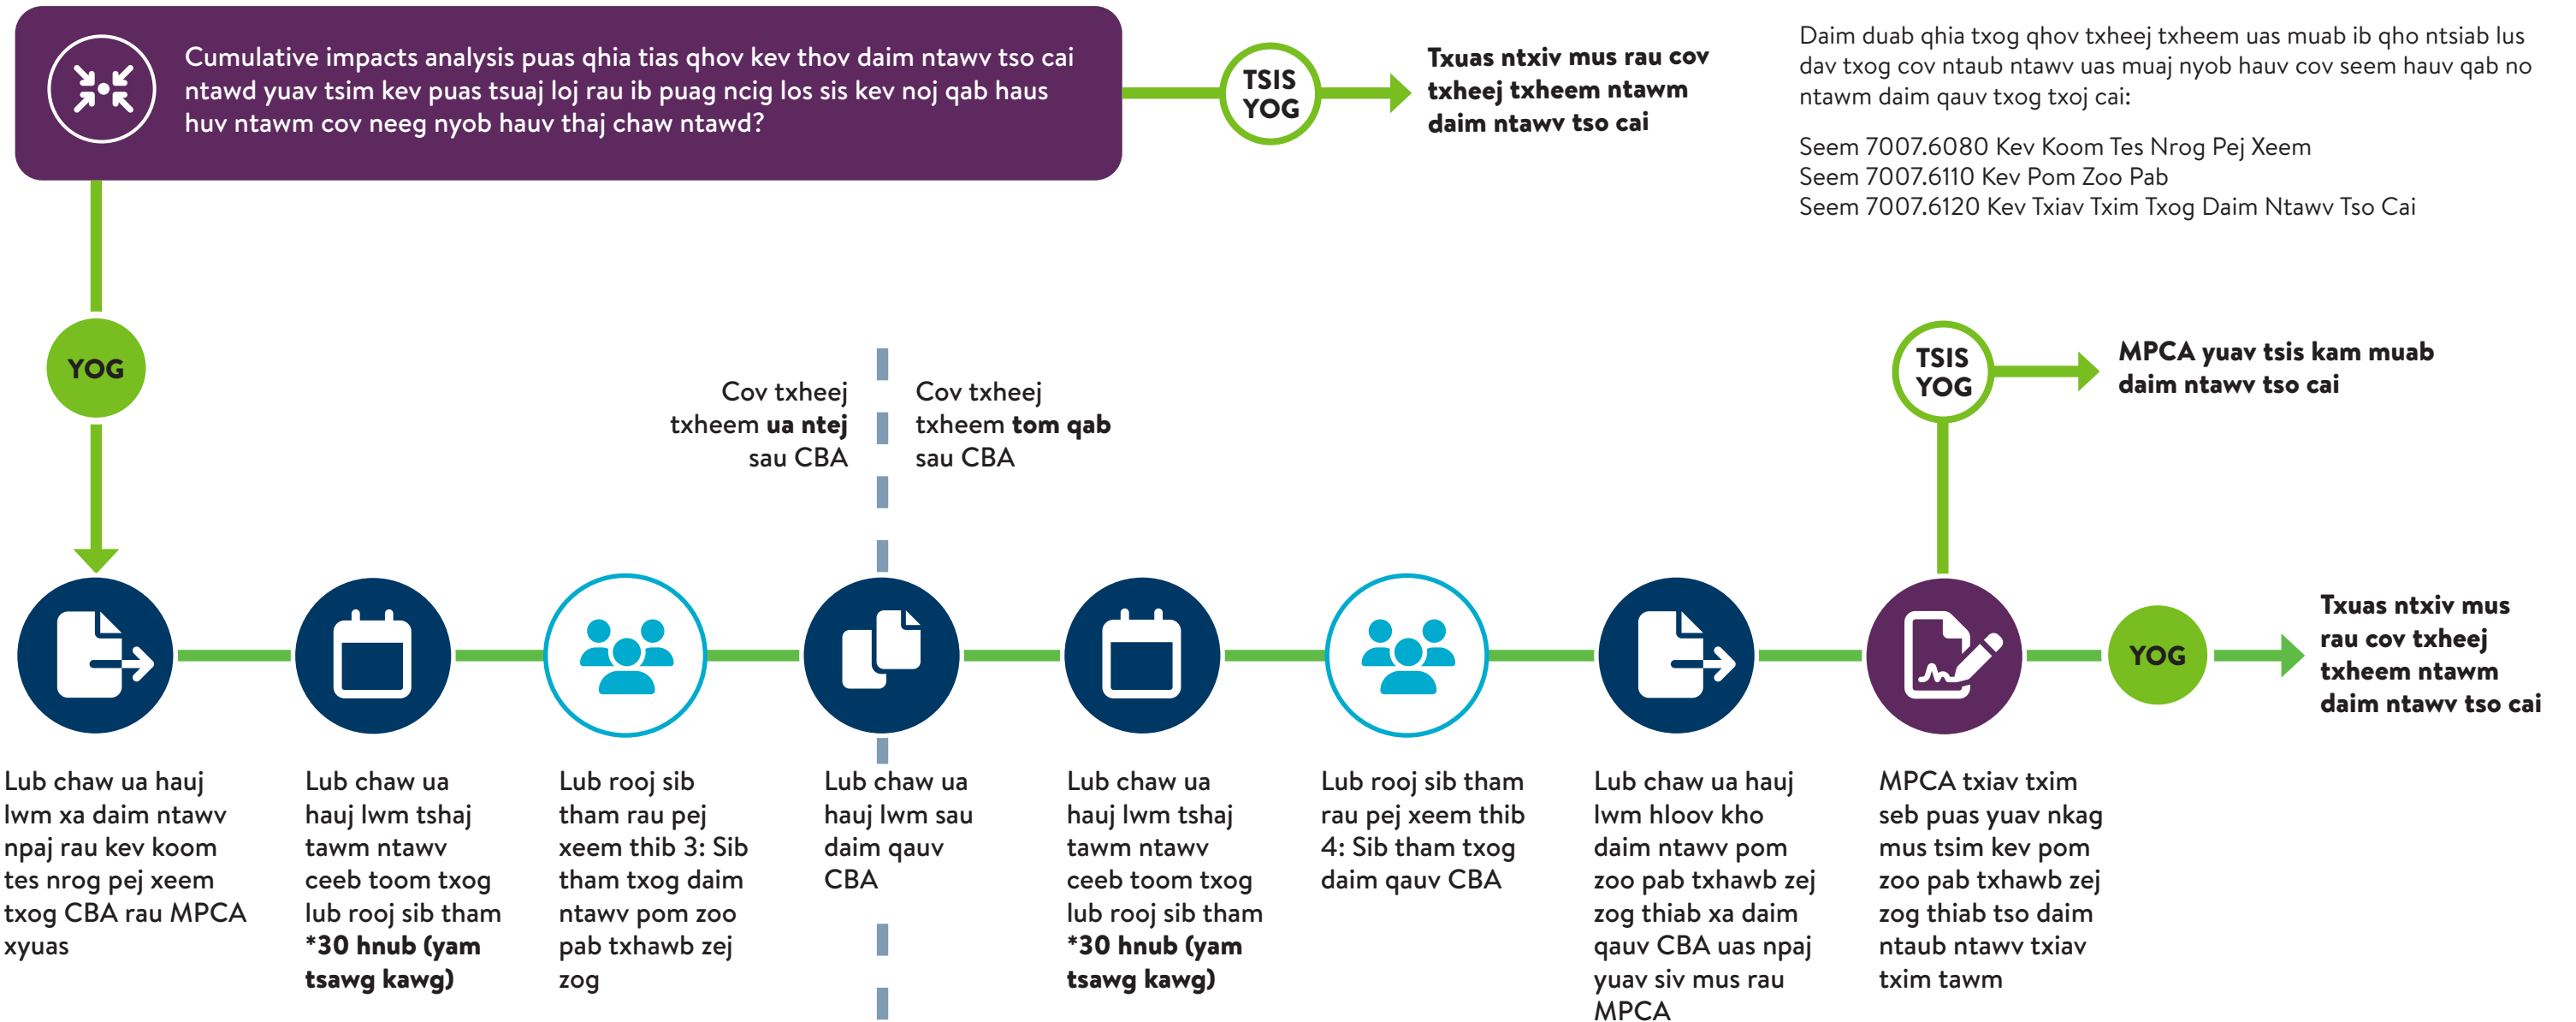 Cumulative impacts analysis puas qhia tias qhov kev thov daim ntawv tso cai
ntawd yuav tsim kev puas tsuaj loj rau ib puag ncig los sis kev noj qab haus
huv ntawm cov neeg nyob hauv thaj chaw ntawd?
TSIS
YOG
Txuas ntxiv mus rau cov
txheej txheem ntawm
daim ntawv tso cai
Daim duab qhia txog qhov txheej txheem uas muab ib qho ntsiab lus
dav txog cov ntaub ntawv uas muaj nyob hauv cov seem hauv qab no
ntawm daim qauv txog txoj cai:
Seem 7007.6080 Kev Koom Tes Nrog Pej Xeem
Seem 7007.6110 Kev Pom Zoo Pab
Seem 7007.6120 Kev Txiav Txim Txog Daim Ntawv Tso Cai
YOG
Cov txheej
txheem ua ntej
sau CBA
Cov txheej
txheem tom qab
sau CBA
TSIS
YOG
MPCA yuav tsis kam muab
daim ntawv tso cai
YOG
Txuas ntxiv mus
rau cov txheej
txheem ntawm
daim ntawv tso cai
Lub chaw ua hauj
lwm xa daim ntawv
npaj rau kev koom
tes nrog pej xeem
txog CBA rau MPCA
xyuas
Lub chaw ua
hauj lwm tshaj
tawm ntawv
ceeb toom txog
lub rooj sib tham
*30 hnub (yam
tsawg kawg)
Lub rooj sib
tham rau pej
xeem thib 3: Sib
tham txog daim
ntawv pom zoo
pab txhawb zej
zog
Lub chaw ua
hauj lwm sau
daim qauv
CBA
Lub chaw ua
hauj lwm tshaj
tawm ntawv
ceeb toom txog
lub rooj sib tham
*30 hnub (yam
tsawg kawg)
Lub rooj sib tham
rau pej xeem thib
4: Sib tham txog
daim qauv CBA
Lub chaw ua hauj
lwm hloov kho
daim ntawv pom
zoo pab txhawb zej
zog thiab xa daim
qauv CBA uas npaj
yuav siv mus rau
MPCA
MPCA txiav txim
seb puas yuav nkag
mus tsim kev pom
zoo pab txhawb zej
zog thiab tso daim
ntaub ntawv txiav
txim tawm